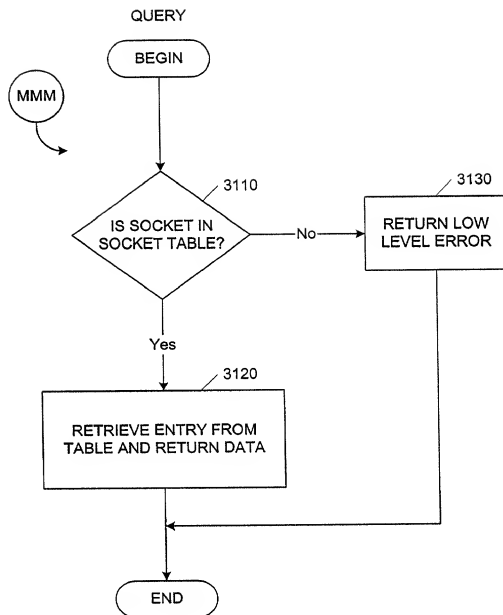 QUERY
BEGIN
MMM
3110
IS SOCKET IN
SOCKET TABLE?
No
3130
RETURN LOW
LEVEL ERROR
Yes
3120
RETRIEVE ENTRY FROM
TABLE AND RETURN DATA
END